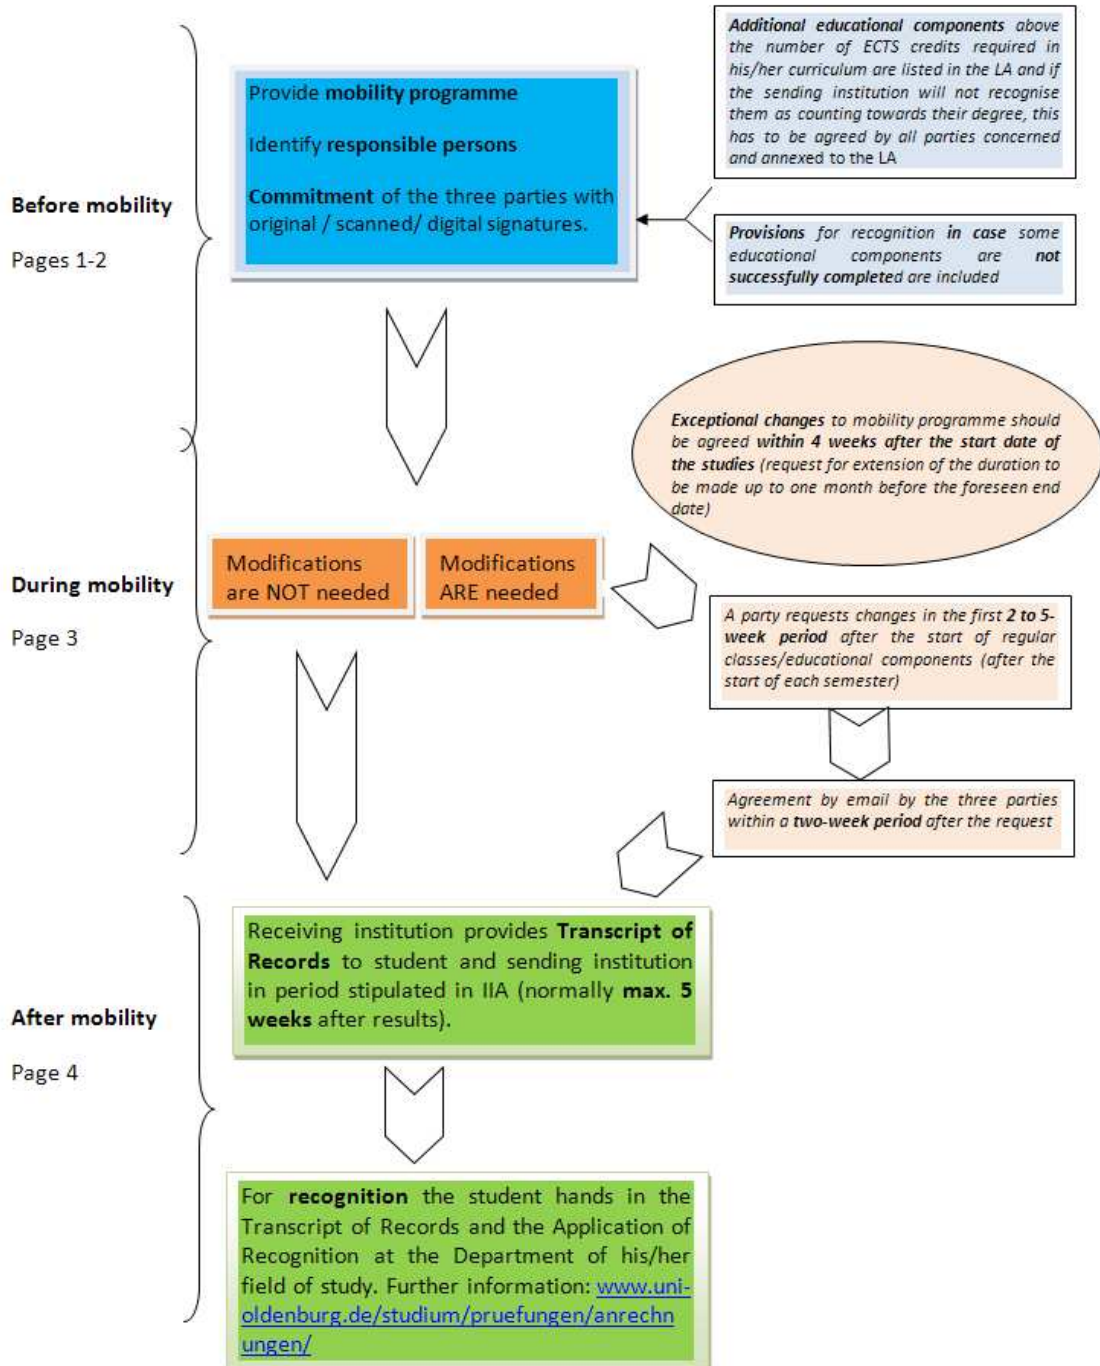 Before mobility
Pages 1-2
Provide mobility programme
Identify responsible persons
Commitment of the three parties with
original / scanned/ digital signatures.
Additional educational components above
the number of ECTS credits required in
his/her curriculum are listed in the LA and if
the sending institution will not recognise
them as counting towards their degree, this
has to be agreed by all parties concerned
and annexed to the LA
Provisions for recognition in case some
educational components are not
successfully completed are included
Exceptional changes to mobility programme should
be agreed within 4 weeks after the start date of
the studies (request for extension of the duration to
be made up to one month before the foreseen end
date)
During mobility
Page 3
Modifications
are NOT needed
Modifications
ARE needed
A party requests changes in the first 2 to 5-
week period after the start of regular
classes/educational components (after the
start of each semester)
Agreement by email by the three parties
within a two-week period after the request
After mobility
Page 4
Receiving institution provides Transcript of
Records to student and sending institution
in period stipulated in IIA (normally max. 5
weeks after results).
For recognition the student hands in the
Transcript of Records and the Application of
Recognition at the Department of his/her
field of study. Further information: www.uni-
oldenburg.de/studium/pruefungen/anrechn
ungen/